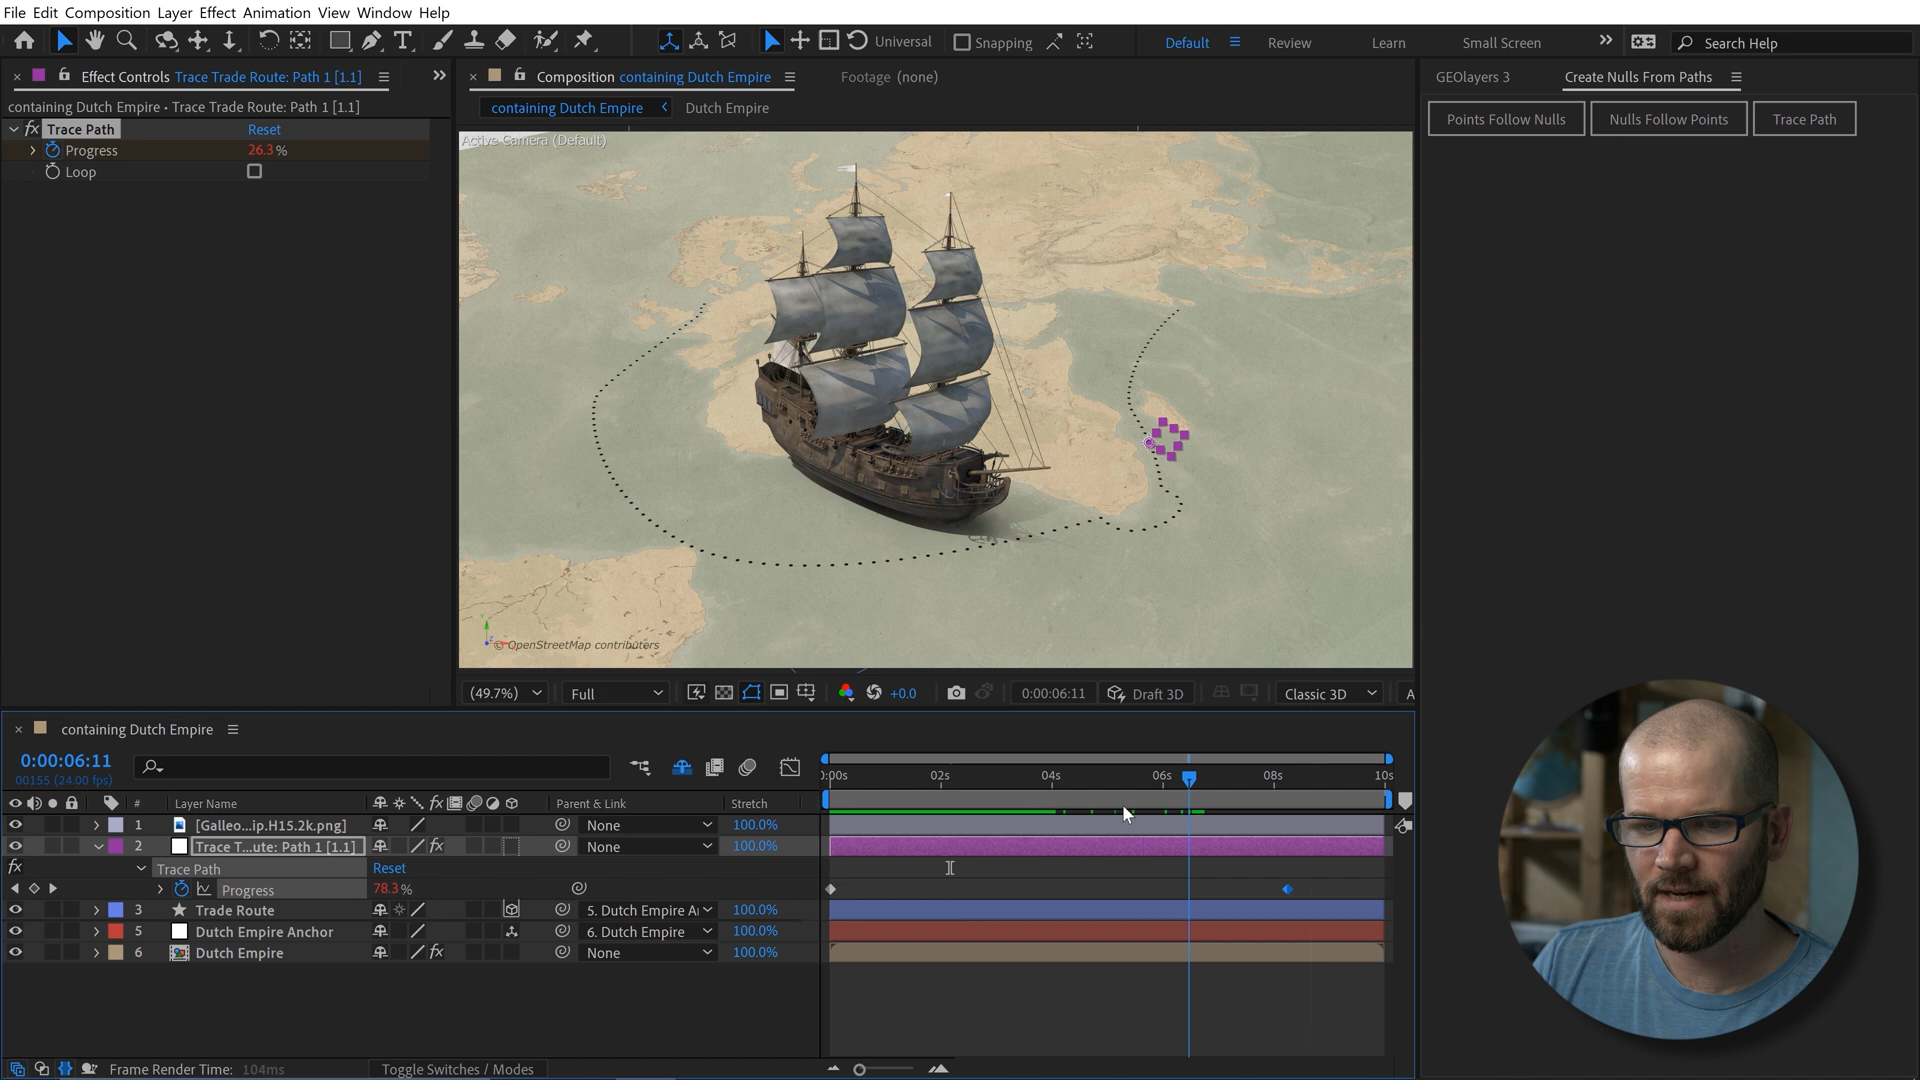 File Edit Composition Layer Effect Animation View Window Help
Universal Snapping Default Review Learn Small Screen Search Help
Effect Controls Trace Trade Route: Path 1 [1.1]
Composition containing Dutch Empire Footage (none)
GEOlayers 3 Create Nulls From Paths
containing Dutch Empire • Trace Trade Route: Path 1 [1.1]
containing Dutch Empire Dutch Empire
Points Follow Nulls Nulls Follow Points Trace Path
fx Trace Path Reset
Active Camera (Default)
Progress 26.3 %
Loop
© OpenStreetMap contributers
(49.7%) Full +0.0 0:00:06:11 Draft 3D Classic 3D A
containing Dutch Empire
0:00:06:11
00155 (24.00 fps)
0:00s 02s 04s 06s 08s 10s
# Layer Name fx Parent & Link Stretch
1 [Galleo...ip.H15.2k.png] None 100.0%
2 Trace T...ute: Path 1 [1.1] fx None 100.0%
fx Trace Path Reset
Progress 78.3 %
3 Trade Route 5. Dutch Empire A 100.0%
5 Dutch Empire Anchor 6. Dutch Empire 100.0%
6 Dutch Empire fx None 100.0%
Frame Render Time: 104ms Toggle Switches / Modes